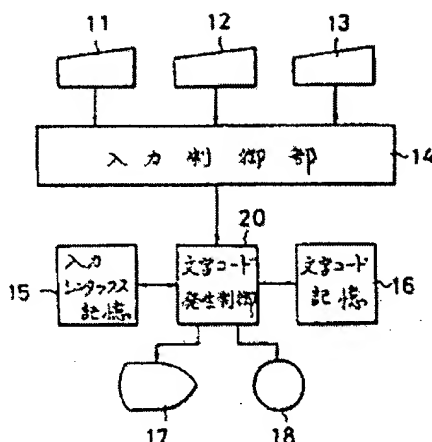 11
12
13
入力制御部
14
20
入力
シンタックス
記憶
15
文字コード
発生制御
文字コード
記憶
16
17
18